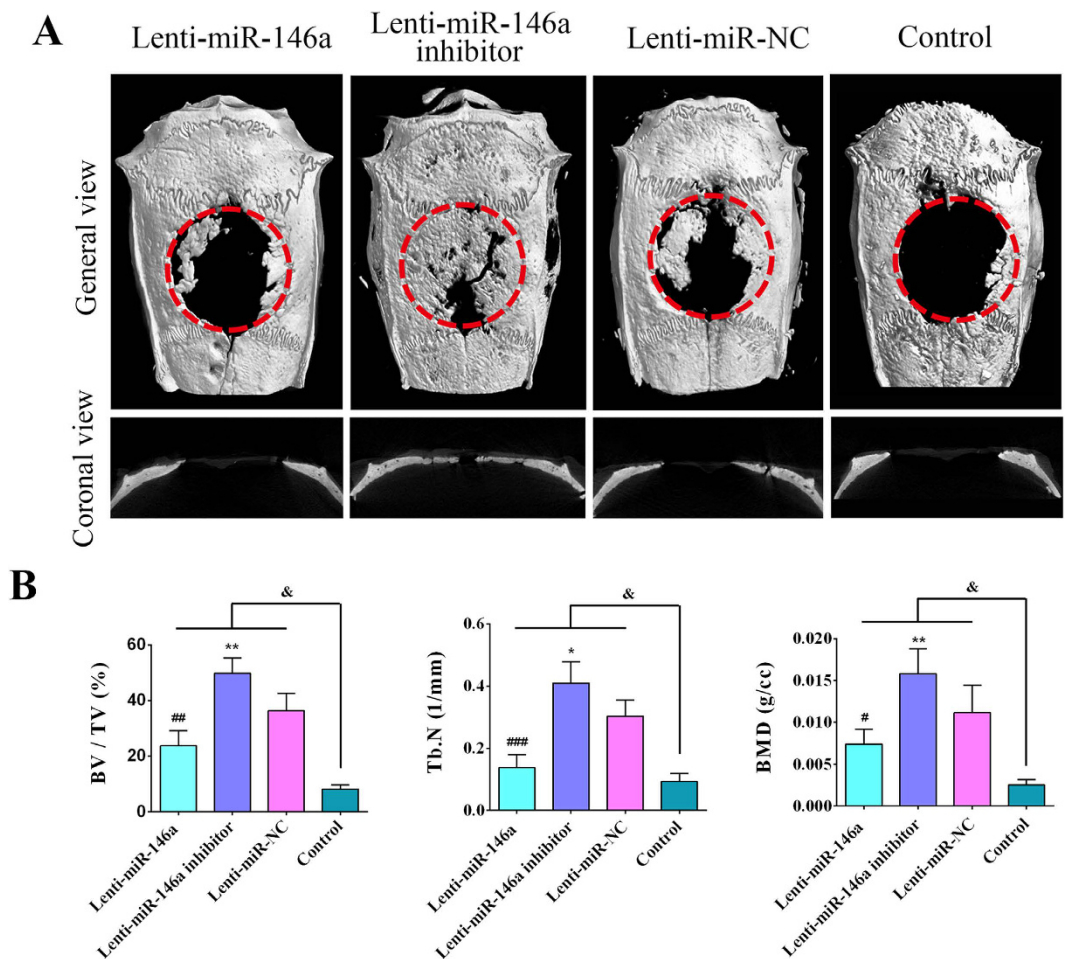 A
Lenti-miR-146a
Lenti-miR-146a
inhibitor
Lenti-miR-NC
Control
General view
Coronal view
B
&
BV / TV (%)
60
40
20
0
##
**
Lenti-miR-146a
Lenti-miR-146a inhibitor
Lenti-miR-NC
Control
&
Tb.N (1/mm)
0.6
0.4
0.2
0.0
###
*
Lenti-miR-146a
Lenti-miR-146a inhibitor
Lenti-miR-NC
Control
&
BMD (g/cc)
0.020
0.015
0.010
0.005
0.000
#
**
Lenti-miR-146a
Lenti-miR-146a inhibitor
Lenti-miR-NC
Control